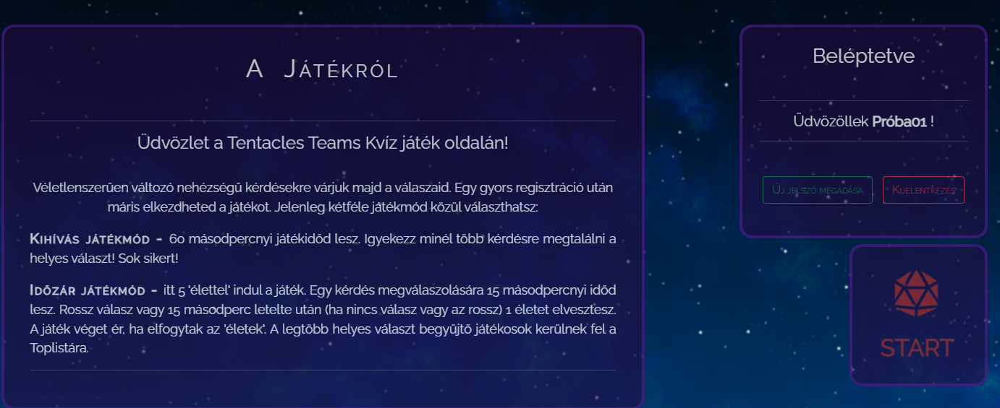 A Játékról
Üdvözlet a Tentacles Teams Kvíz játék oldalán!
Véletlenszerűen változó nehézségű kérdésekre várjuk majd a válaszaid. Egy gyors regisztráció után
máris elkezdheted a játékot. Jelenleg kétféle játékmód közül választhatsz:
Kihívás játékmód - 60 másodpercnyi játékidőd lesz. Igyekezz minél több kérdésre megtalálni a
helyes választ! Sok sikert!
Időzár játékmód - itt 5 'élettel' indul a játék. Egy kérdés megválaszolására 15 másodpercnyi időd
lesz. Rossz válasz vagy 15 másodperc letelte után (ha nincs válasz vagy az rossz) 1 életet elvesztesz.
A játék véget ér, ha elfogytak az 'életek'. A legtöbb helyes választ begyűjtő játékosok kerülnek fel a
Toplistára.
Beléptetve
Üdvözöllek Próba01 !
Új jelszó megadása Kijelentkezés
START